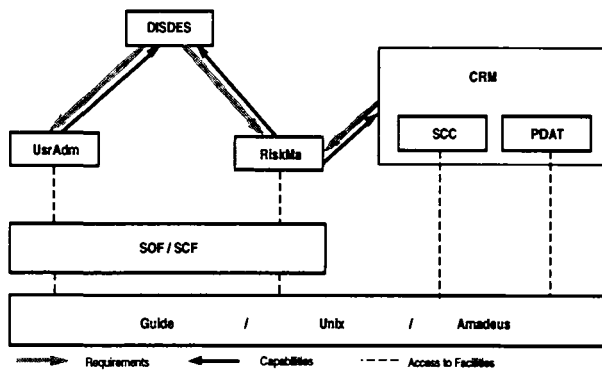 DISDES
CRM
SCC PDAT
UsrAdm RiskMa
SOF / SCF
Guide / Unix / Amadeus
Requirements Capabilities Access to Facilities